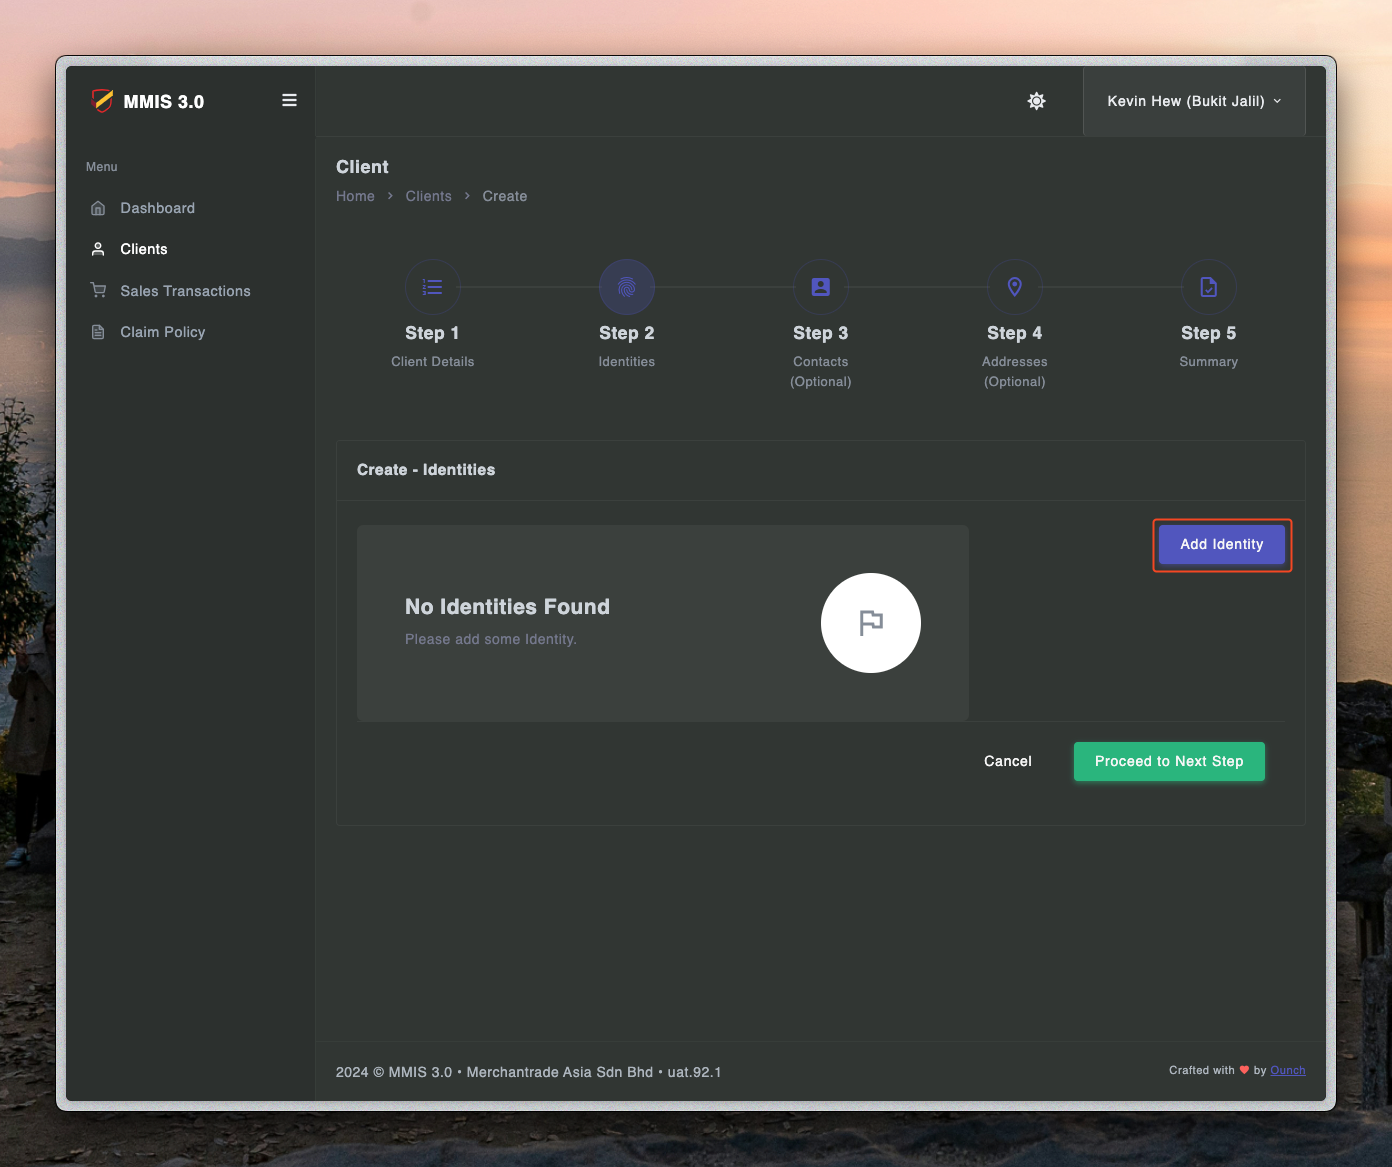 MMIS 3.0
Kevin Hew (Bukit Jalil)
Menu
Dashboard
Clients
Sales Transactions
Claim Policy
Client
Home > Clients > Create
Step 1
Client Details
Step 2
Identities
Step 3
Contacts
(Optional)
Step 4
Addresses
(Optional)
Step 5
Summary
Create - Identities
Add Identity
No Identities Found
Please add some Identity.
Cancel
Proceed to Next Step
2024 © MMIS 3.0 • Merchantrade Asia Sdn Bhd • uat.92.1
Crafted with ♥ by Ounch